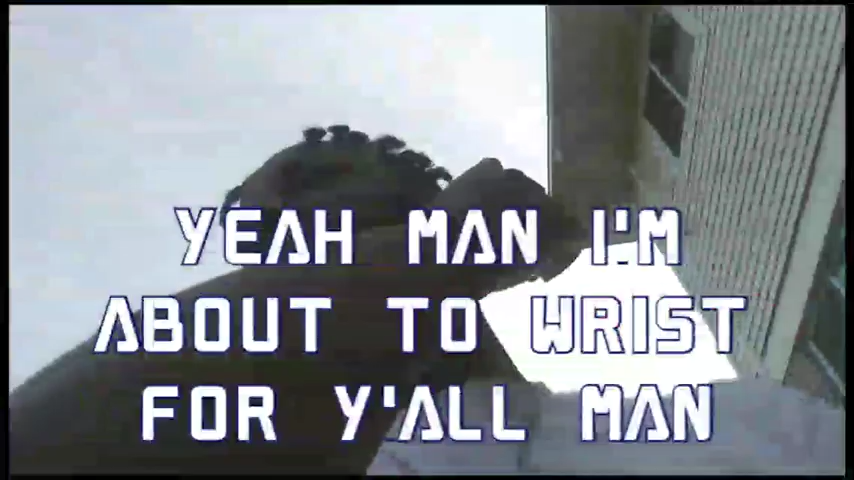 YEAH MAN I'M
ABOUT TO WRIST
FOR Y'ALL MAN